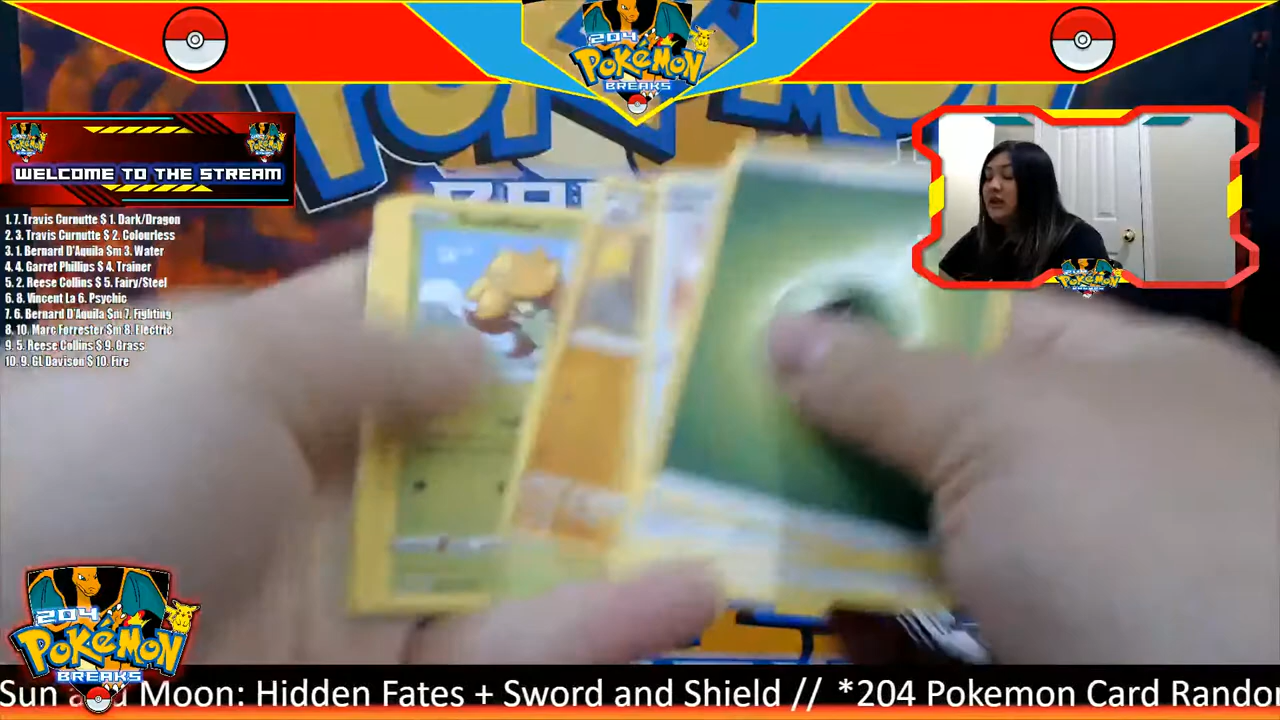 204
POKéMON
BREAKS
WELCOME TO THE STREAM
1. 7. Travis Curnutte $ 1. Dark/Dragon
2. 3. Travis Curnutte $ 2. Colourless
3. 1. Bernard D'Aquila $m 3. Water
4. 4. Garret Phillips $ 4. Trainer
5. 2. Reese Collins $ 5. Fairy/Steel
6. 8. Vincent La 6. Psychic
7. 6. Bernard D'Aquila $m 7. Fighting
8. 10. Marc Forrester $m 8. Electric
9. 5. Reese Collins $ 9. Grass
10. 9. GL Davison $ 10. Fire
204
POKéMON
BREAKS
Sun and Moon: Hidden Fates + Sword and Shield // *204 Pokemon Card Random